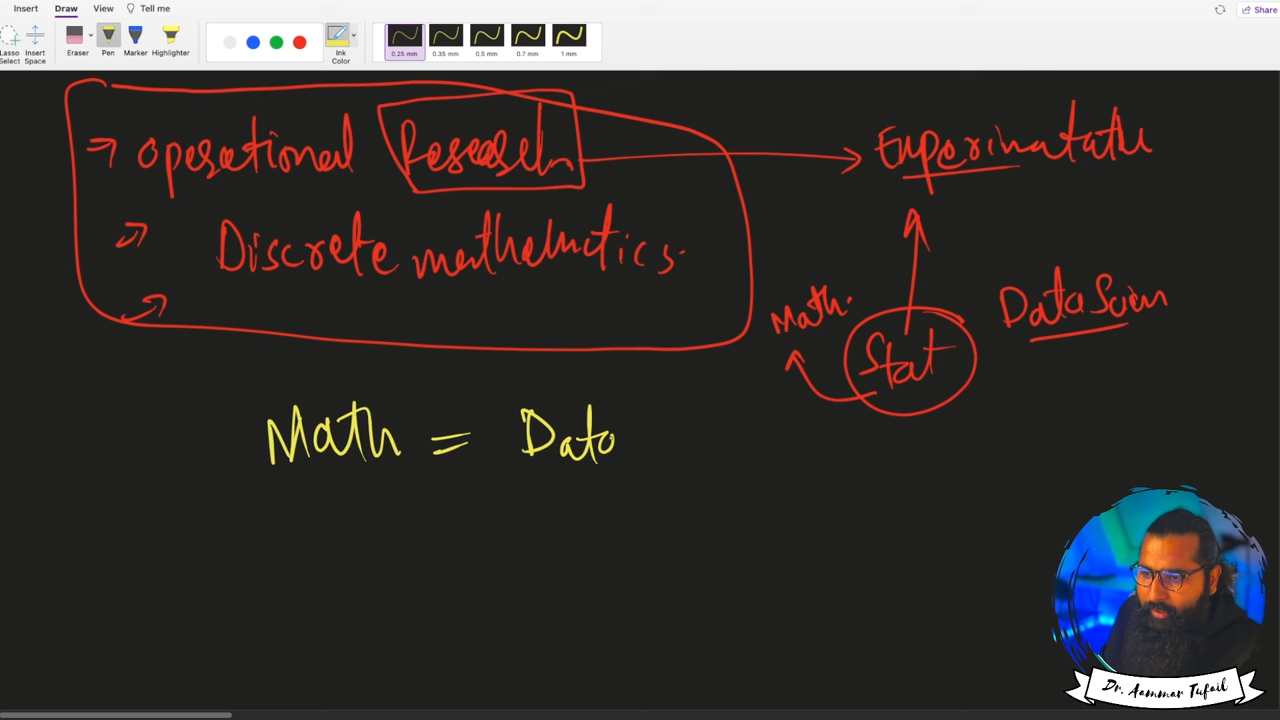 Insert Draw View Tell me Share
Lasso Select
Insert Space
Eraser Pen Marker Highlighter
Ink Color
0.25 mm 0.35 mm 0.5 mm 0.7 mm 1 mm
→ Operational Research → Experimatatn
→ Discrete mathematics.
→
Math.
Stat
Data Scien
Math = Data
Dr. Aammar Tufail